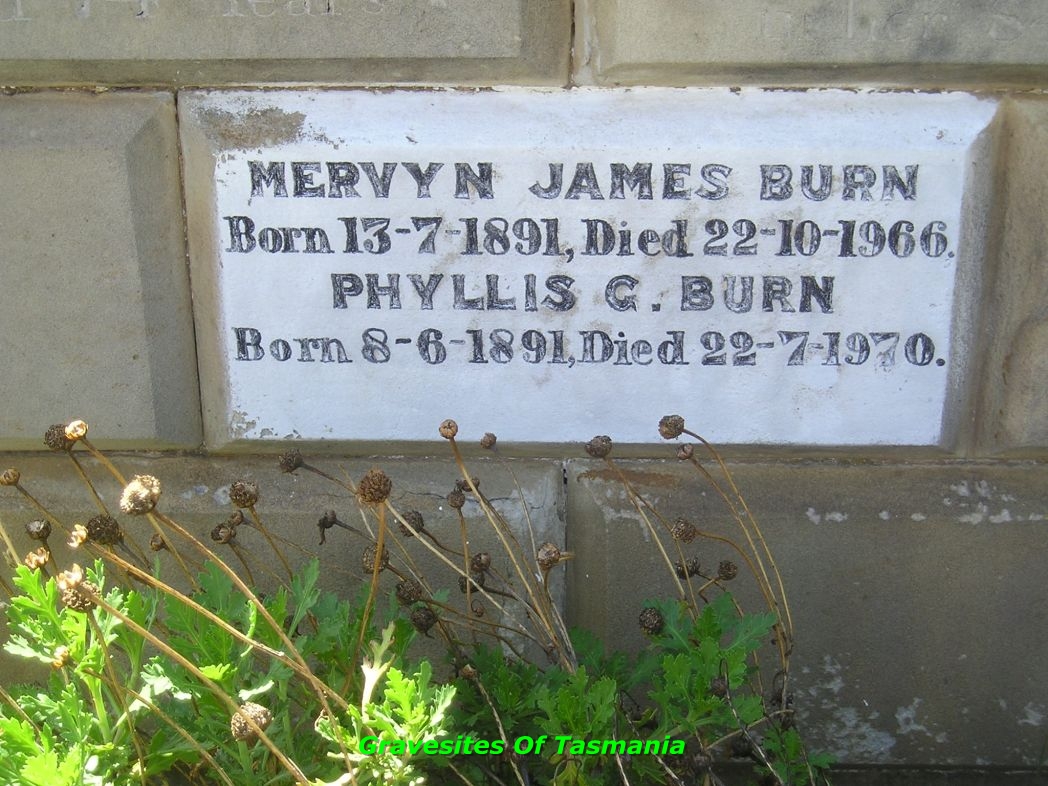 MERVYN JAMES BURN
Born 13-7-1891, Died 22-10-1966.
PHYLLIS G. BURN
Born 8-6-1891, Died 22-7-1970.
Gravesites Of Tasmania